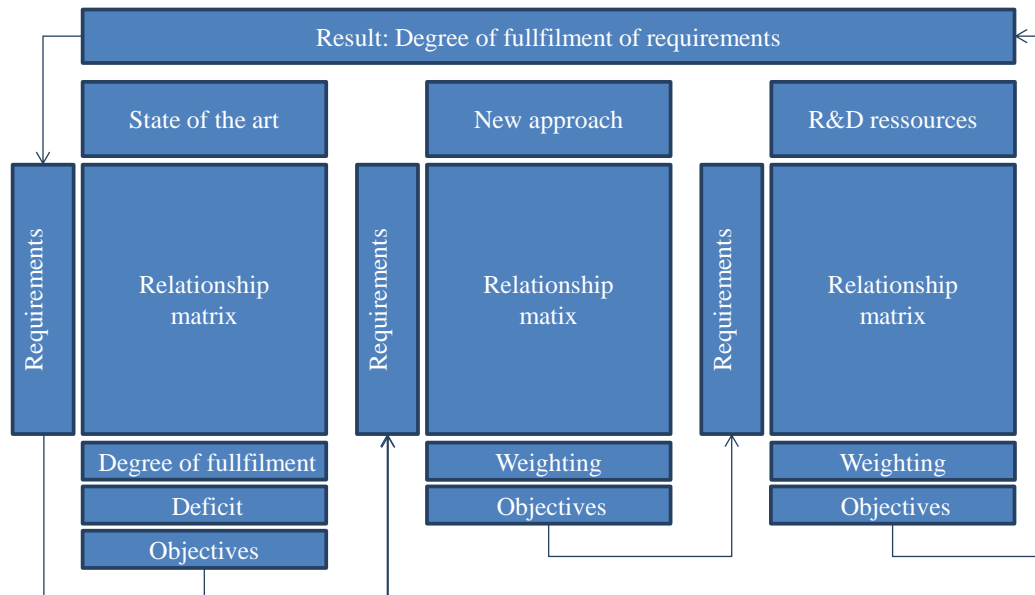 Result: Degree of fullfilment of requirements
State of the art
New approach
R&D ressources
Requirements
Relationship
matrix
Requirements
Relationship
matix
Requirements
Relationship
matrix
Degree of fullfilment
Deficit
Objectives
Weighting
Objectives
Weighting
Objectives